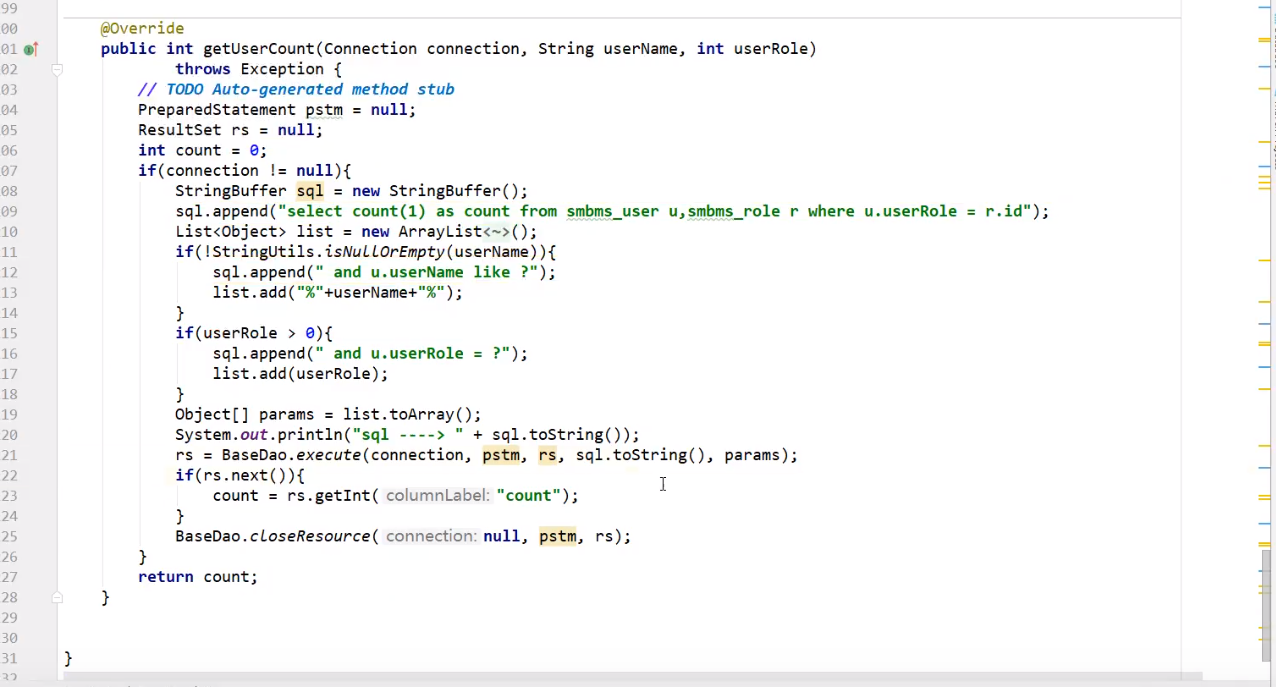 99
00 @Override
01 public int getUserCount(Connection connection, String userName, int userRole)
02 throws Exception {
03 // TODO Auto-generated method stub
04 PreparedStatement pstm = null;
05 ResultSet rs = null;
06 int count = 0;
07 if(connection != null){
08 StringBuffer sql = new StringBuffer();
09 sql.append("select count(1) as count from smbms_user u,smbms_role r where u.userRole = r.id");
10 List<Object> list = new ArrayList<~>();
11 if(!StringUtils.isNullOrEmpty(userName)){
12 sql.append(" and u.userName like ?");
13 list.add("%"+userName+"%");
14 }
15 if(userRole > 0){
16 sql.append(" and u.userRole = ?");
17 list.add(userRole);
18 }
19 Object[] params = list.toArray();
20 System.out.println("sql ----> " + sql.toString());
21 rs = BaseDao.execute(connection, pstm, rs, sql.toString(), params);
22 if(rs.next()){
23 count = rs.getInt( columnLabel: "count");
24 }
25 BaseDao.closeResource( connection: null, pstm, rs);
26 }
27 return count;
28 }
29
30
31 }
32